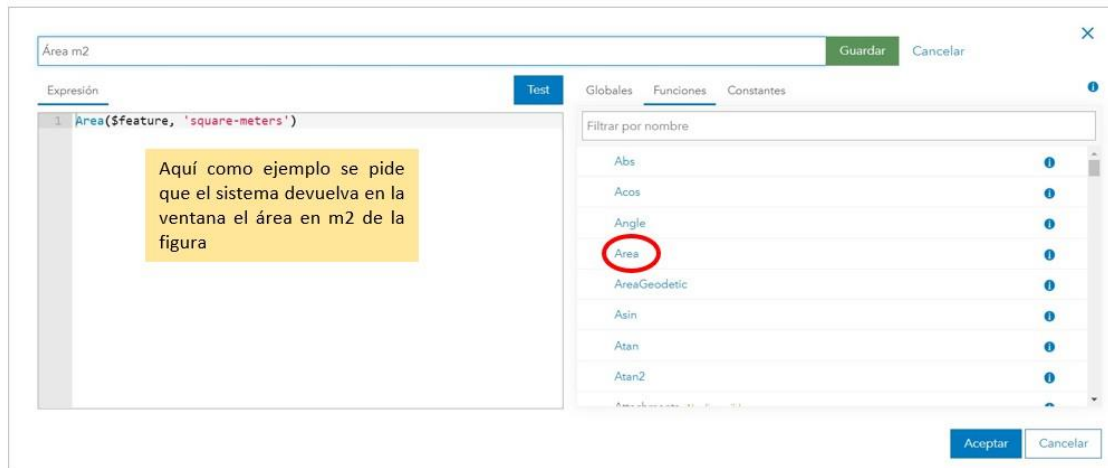 Área m2
Guardar
Cancelar
Expresión
Test
Globales Funciones Constantes
1 Area($feature, 'square-meters')
Aquí como ejemplo se pide
que el sistema devuelva en la
ventana el área en m2 de la
figura
Filtrar por nombre
Abs
Acos
Angle
Area
AreaGeodetic
Asin
Atan
Atan2
Aceptar
Cancelar